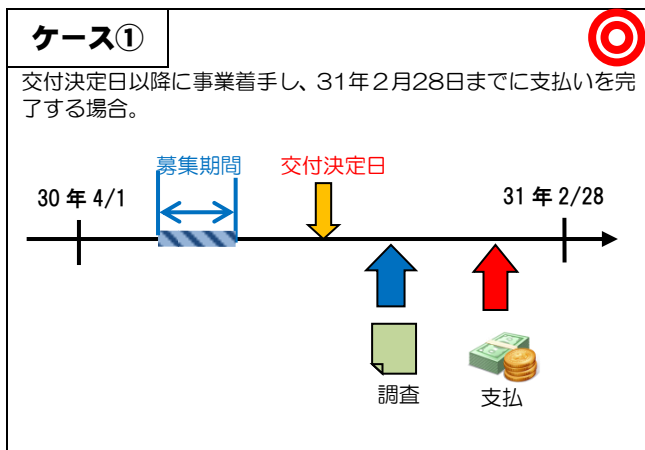 ケース①
交付決定日以降に事業着手し、31年2月28日までに支払いを完
了する場合。
募集期間
交付決定日
30年4/1
31年2/28
調査
支払